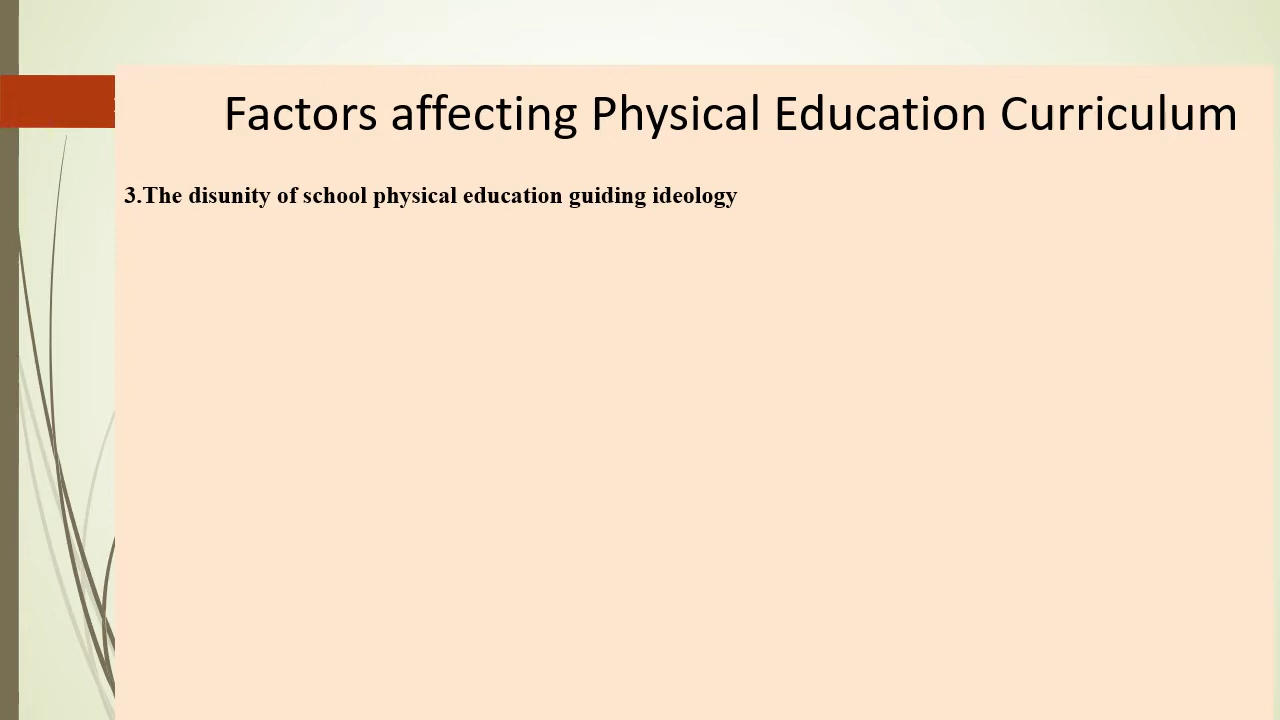 Factors affecting Physical Education Curriculum
3.The disunity of school physical education guiding ideology